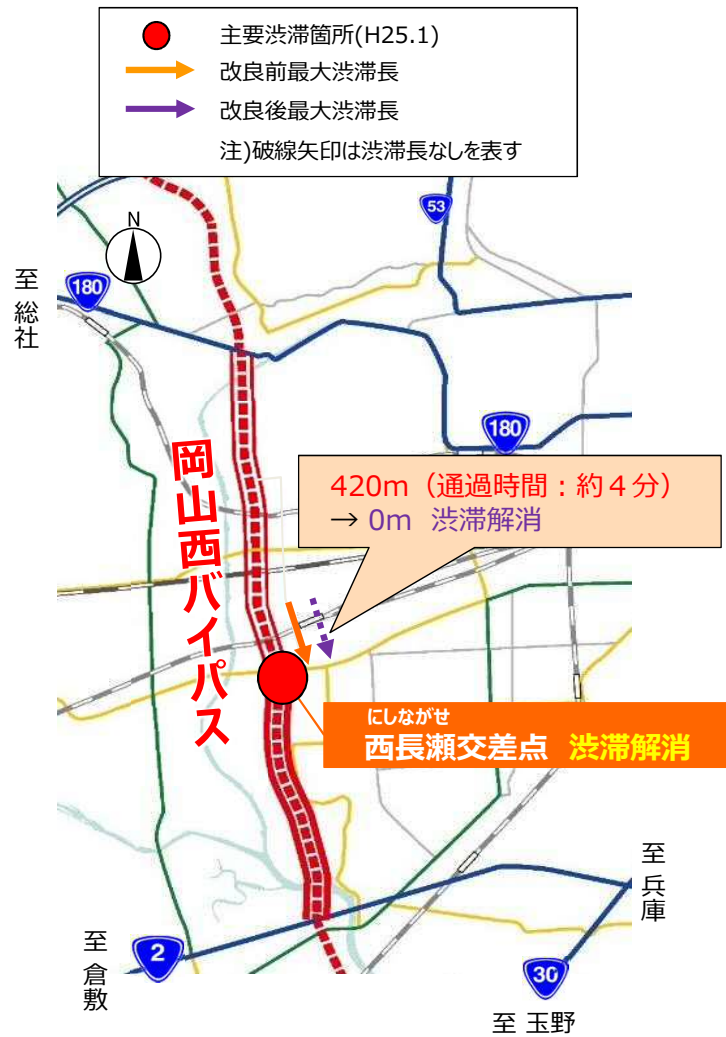 主要渋滞箇所(H25.1)
改良前最大渋滞長
改良後最大渋滞長
注)破線矢印は渋滞長なしを表す
N
53
至総社
180
180
岡山西バイパス
420m(通過時間:約4分)
→ 0m 渋滞解消
にしながせ
西長瀬交差点 渋滞解消
至兵庫
至倉敷
2
30
至 玉野